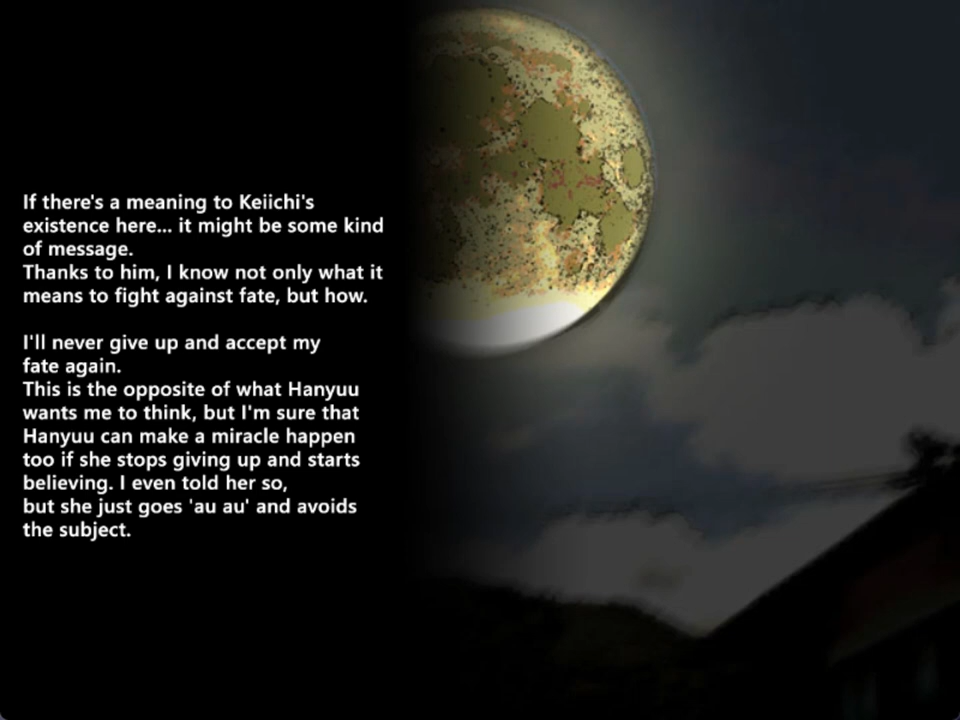 If there's a meaning to Keiichi's
existence here... it might be some kind
of message.
Thanks to him, I know not only what it
means to fight against fate, but how.
I'll never give up and accept my
fate again.
This is the opposite of what Hanyuu
wants me to think, but I'm sure that
Hanyuu can make a miracle happen
too if she stops giving up and starts
believing. I even told her so,
but she just goes 'au au' and avoids
the subject.